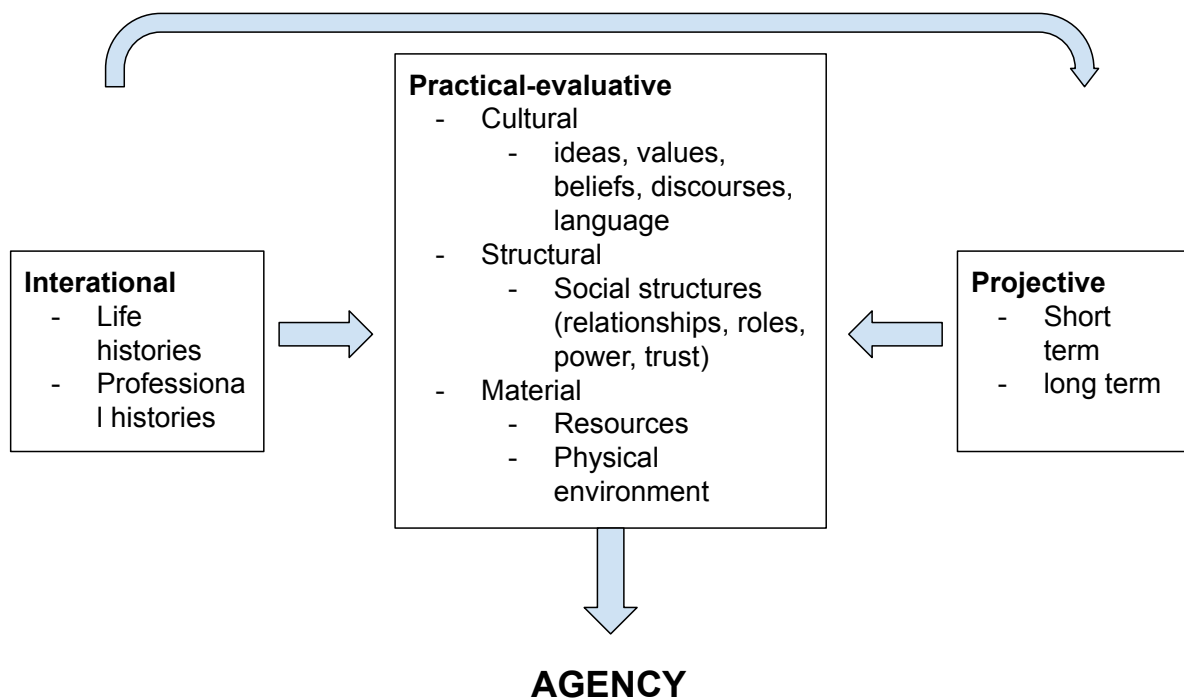 Practical-evaluative
- Cultural
- ideas, values,
beliefs, discourses,
language
- Structural
- Social structures
(relationships, roles,
power, trust)
- Material
- Resources
- Physical
environment
Interational
- Life
histories
- Professiona
l histories
Projective
- Short
term
- long term
AGENCY